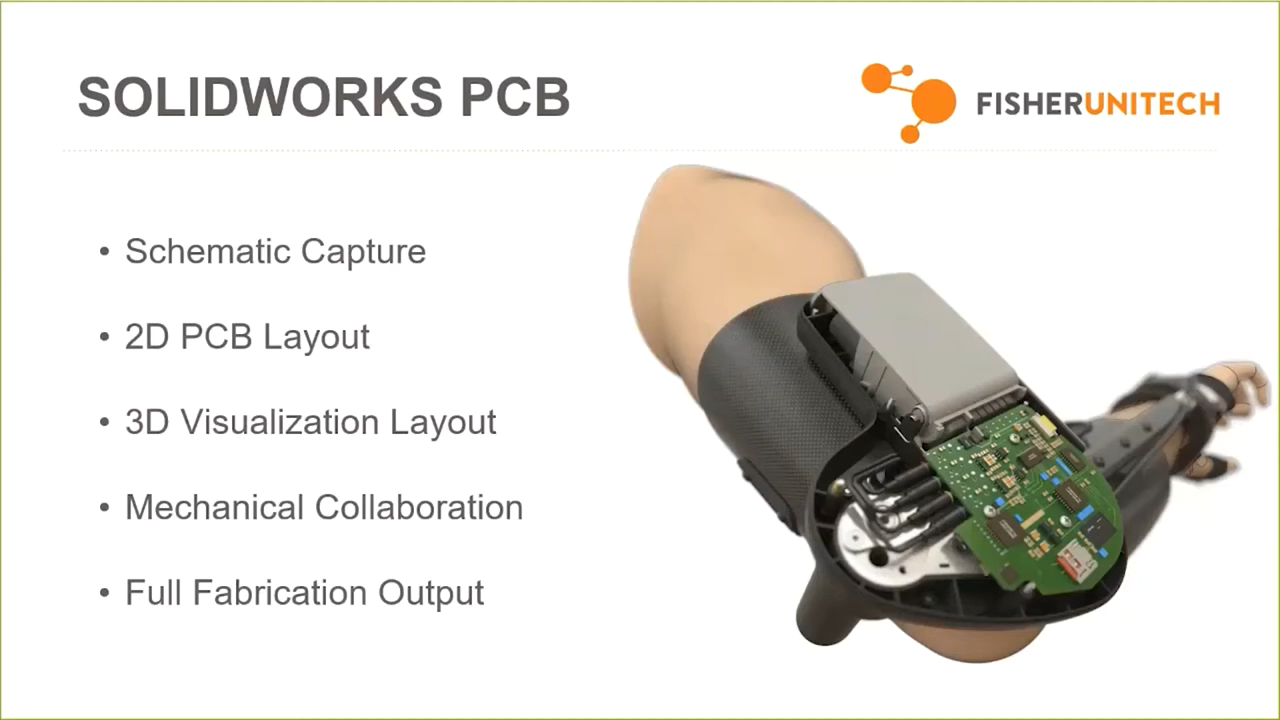 SOLIDWORKS PCB
FISHERUNITECH
• Schematic Capture
• 2D PCB Layout
• 3D Visualization Layout
• Mechanical Collaboration
• Full Fabrication Output